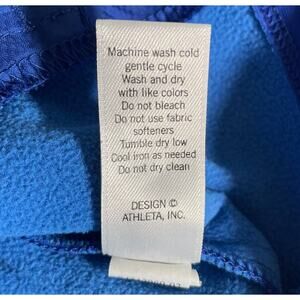 Machine wash cold
gentle cycle
Wash and dry
with like colors
Do not bleach
Do not use fabric
softeners
Tumble dry low
Cool iron as needed
Do not dry clean
DESIGN ©
ATHLETA, INC.